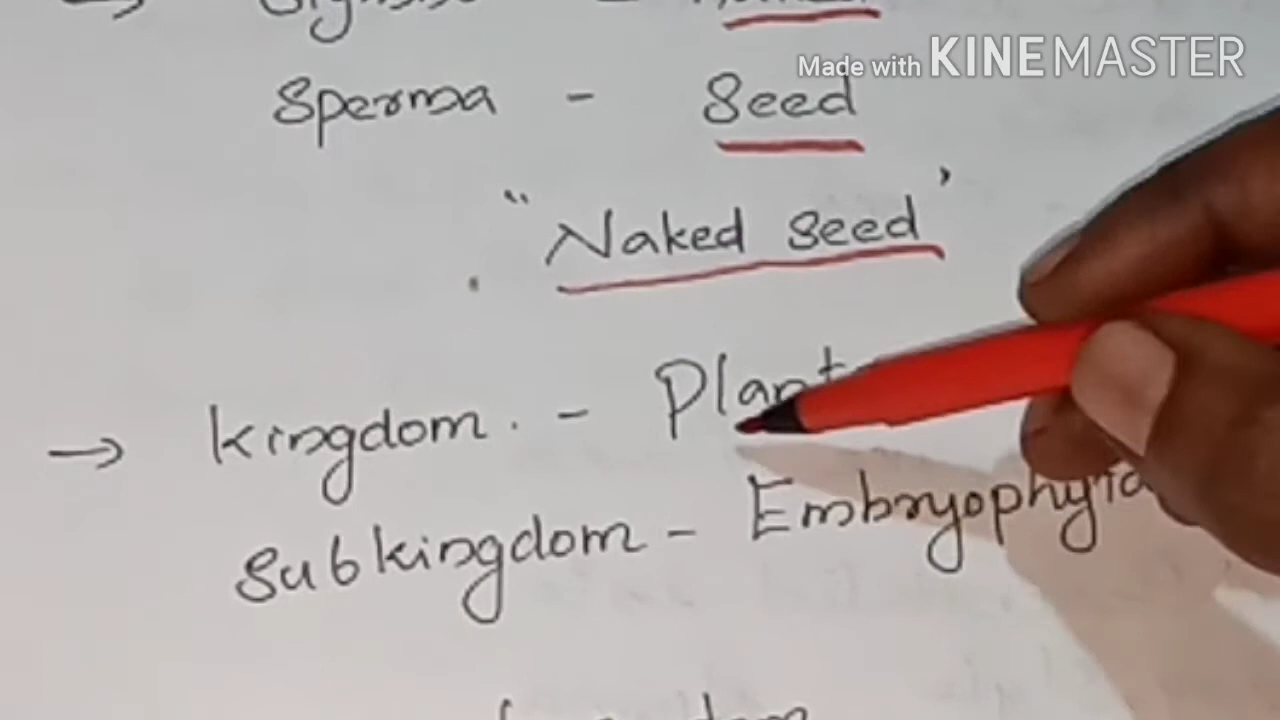 Made with KINEMASTER
Sperma - Seed
"Naked seed'
→ Kingdom. - Plant
Subkingdom - Embryophyta